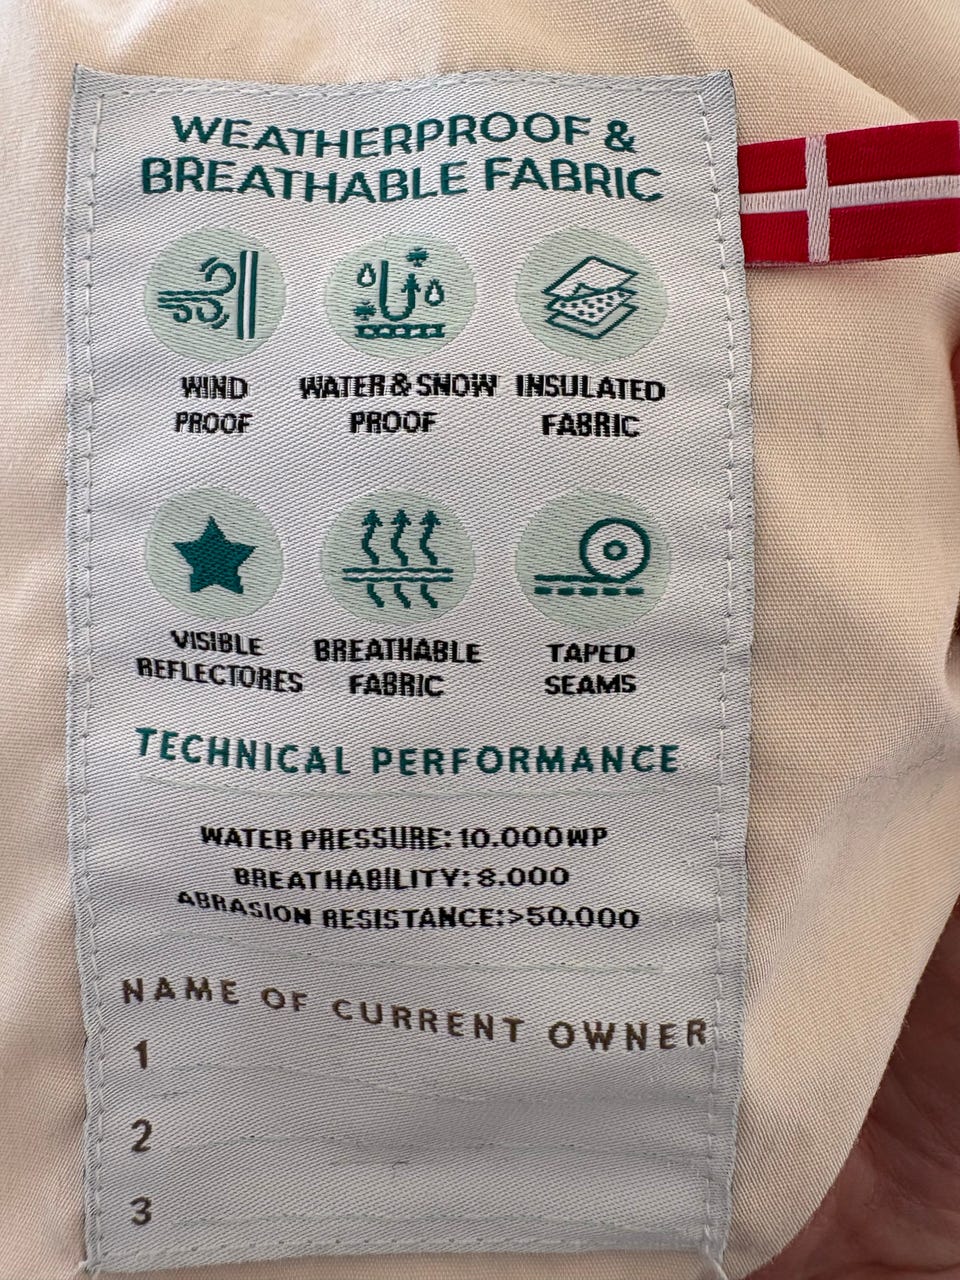 WEATHERPROOF &
BREATHABLE FABRIC
WIND
PROOF
WATER & SNOW
PROOF
INSULATED
FABRIC
VISIBLE
REFLECTORES
BREATHABLE
FABRIC
TAPED
SEAMS
TECHNICAL PERFORMANCE
WATER PRESSURE: 10.000WP
BREATHABILITY: 8.000
ABRASION RESISTANCE:>50.000
NAME OF CURRENT OWNER
1
2
3